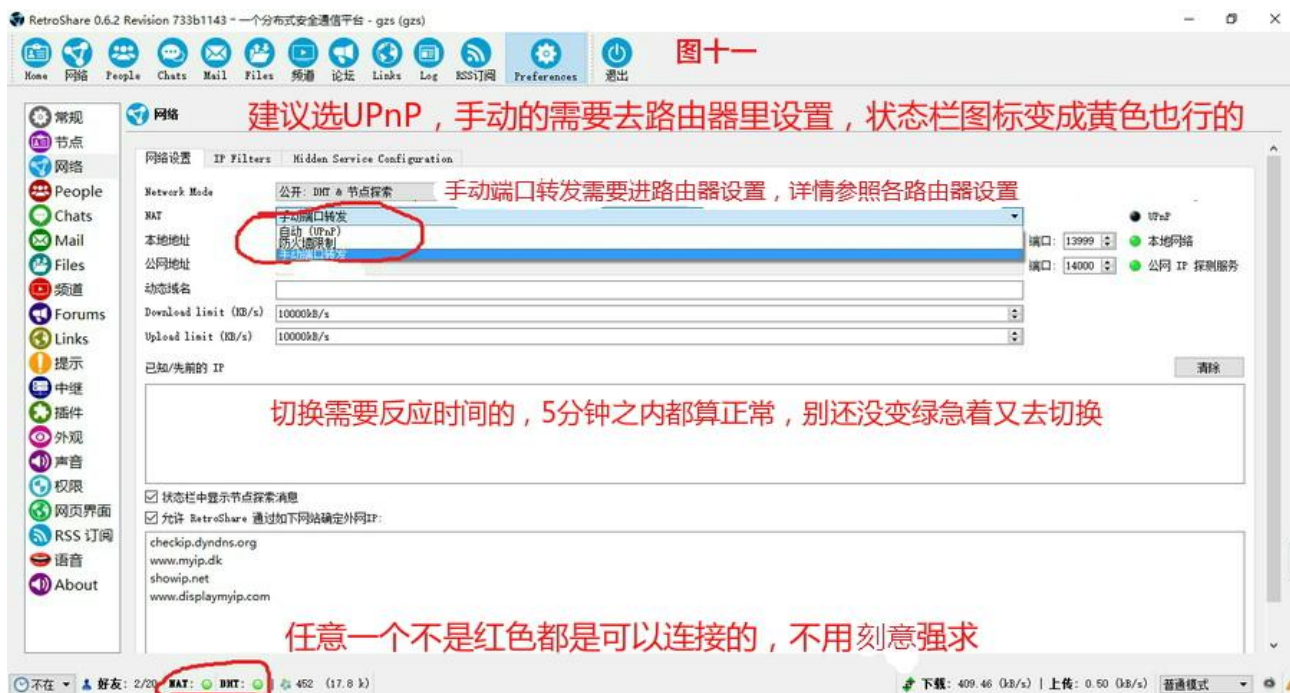 RetroShare 0.6.2 Revision 733b1143 - 一个分布式安全通信平台 - gzs (gzs)
Home 网络 People Chats Mail Files 频道 论坛 Links Log RSS订阅 Preferences 退出
图十一
建议选UPnP，手动的需要去路由器里设置，状态栏图标变成黄色也行的
常规
节点
网络
People
Chats
Mail
Files
频道
Forums
Links
提示
中继
插件
外观
声音
权限
网页界面
RSS 订阅
语音
About
网络
网络设置 IP Filters Hidden Service Configuration
Network Mode 公开: DHT & 节点探索
手动端口转发需要进路由器设置，详情参照各路由器设置
NAT 手动端口转发 UPnP
自动 (UPnP)
防火墙限制
手动端口转发
本地地址 端口: 13999 本地网络
公网地址 端口: 14000 公网 IP 探测服务
动态域名
Download limit (KB/s) 10000kB/s
Upload limit (KB/s) 10000kB/s
已知/先前的 IP 清除
切换需要反应时间的，5分钟之内都算正常，别还没变绿急着又去切换
状态栏中显示节点探索消息
允许 RetroShare 通过如下网站确定外网IP:
checkip.dyndns.org
www.myip.dk
showip.net
www.displaymyip.com
任意一个不是红色都是可以连接的，不用刻意强求
不在 好友: 2/20 NAT: DHT: 452 (17.8 k) 下载: 409.46 (kB/s) | 上传: 0.50 (kB/s) 普通模式